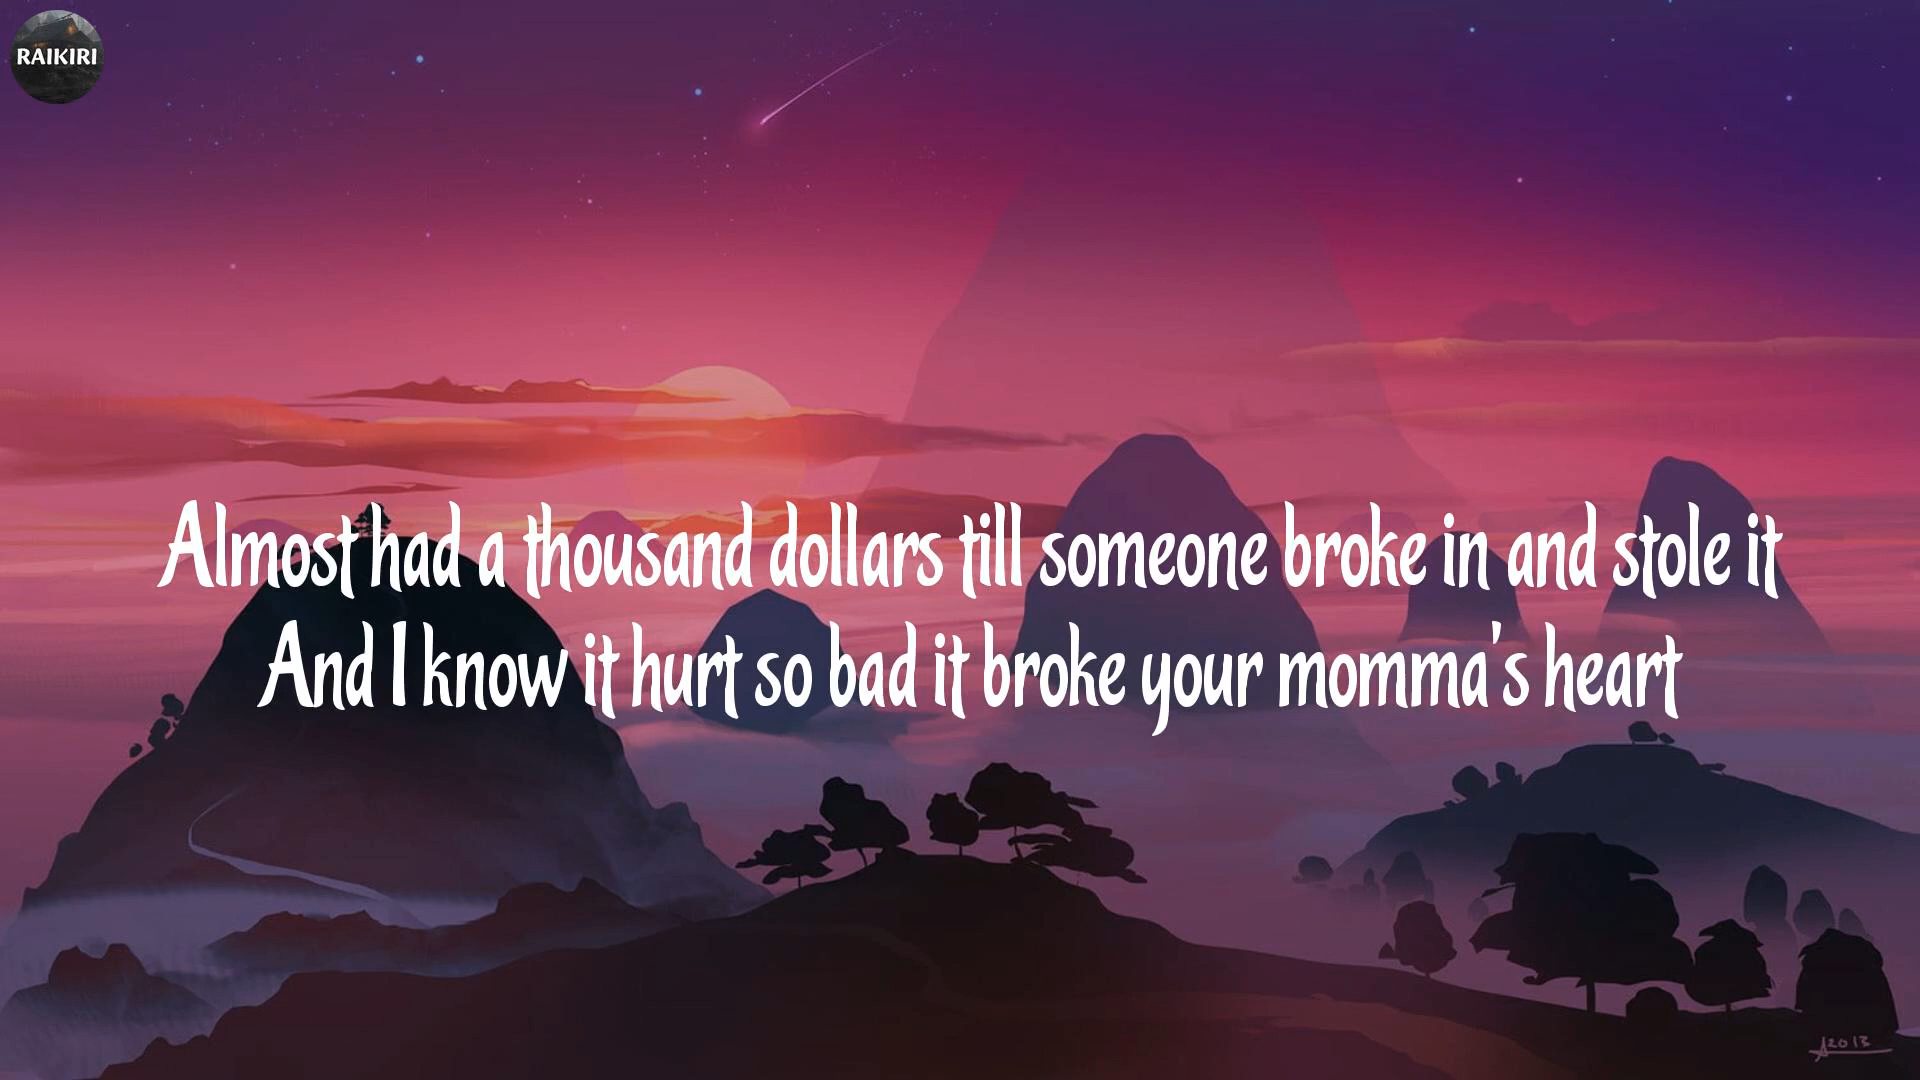 RAIKIRI
Almost had a thousand dollars till someone broke in and stole it
And I know it hurt so bad it broke your momma's heart
A2013